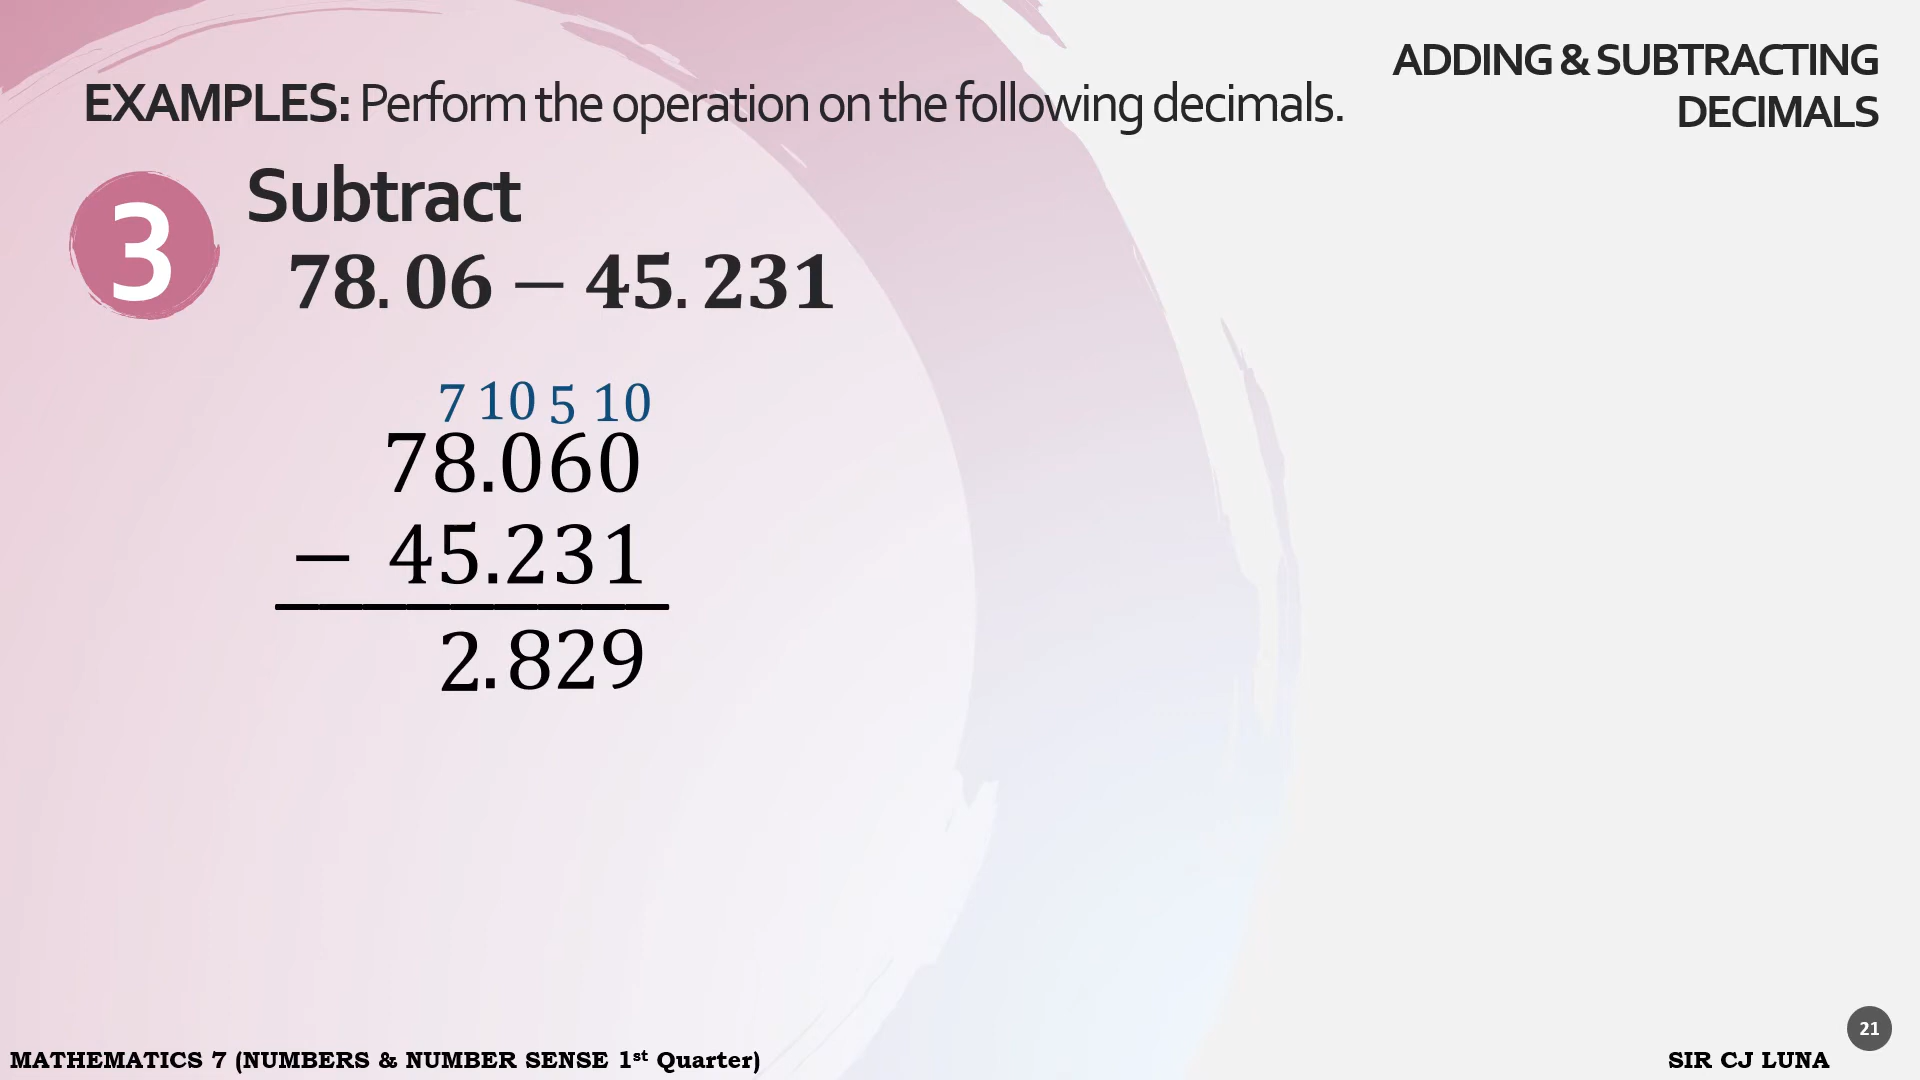 ADDING & SUBTRACTING
DECIMALS
EXAMPLES: Perform the operation on the following decimals.
3
Subtract
78.06 − 45.231
7 10 5 10
78.060
− 45.231
2.829
21
MATHEMATICS 7 (NUMBERS & NUMBER SENSE 1st Quarter)
SIR CJ LUNA